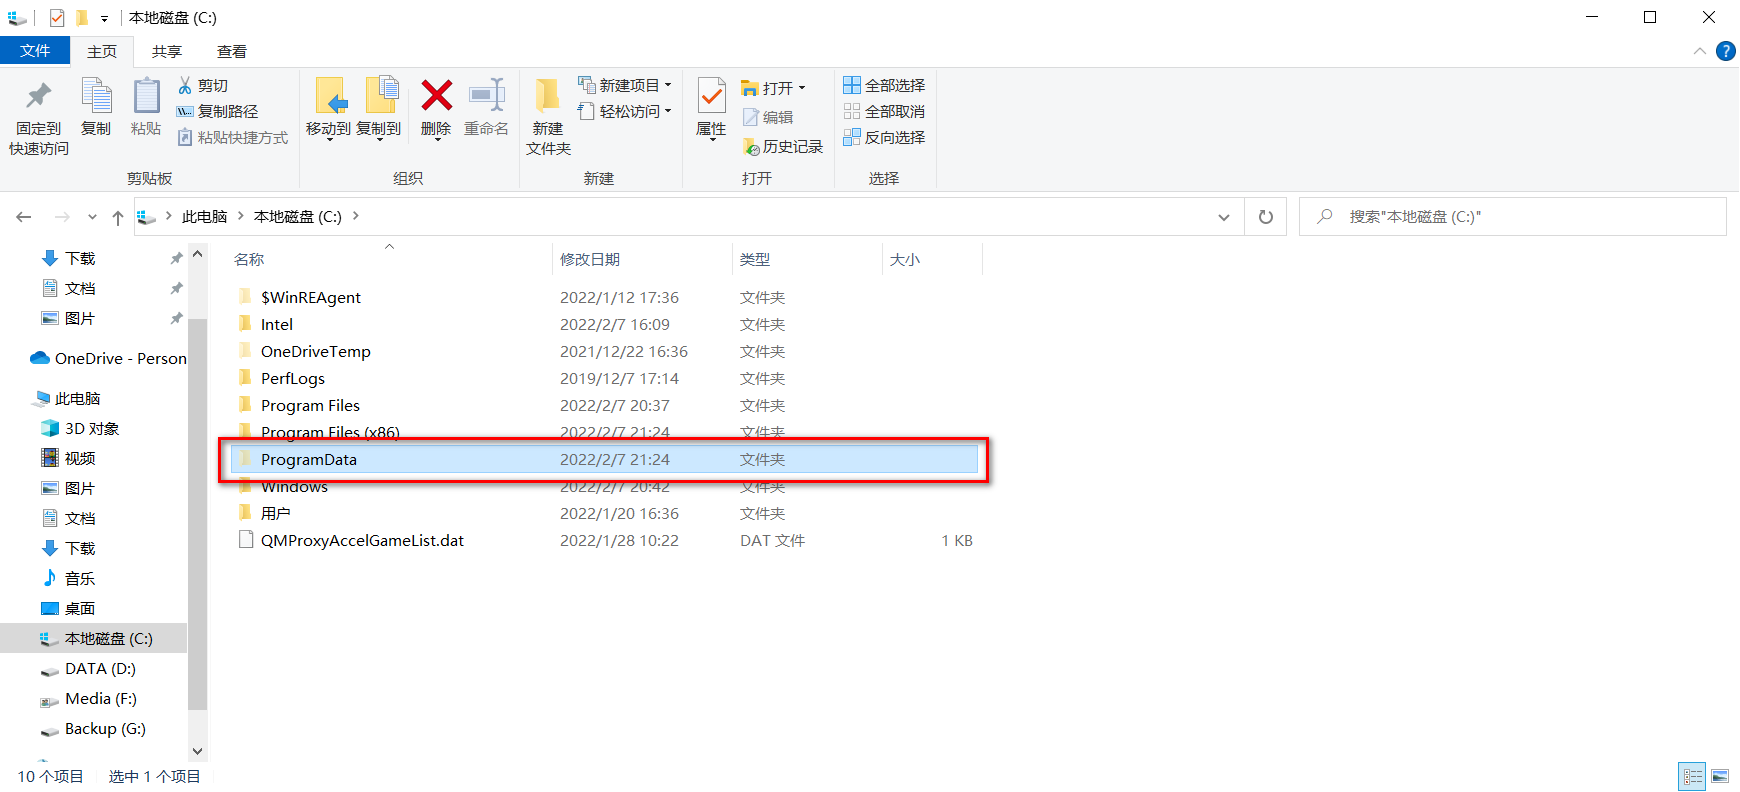 本地磁盘 (C:)
文件 主页 共享 查看
固定到快速访问
复制
粘贴
剪切
复制路径
粘贴快捷方式
剪贴板
移动到
复制到
删除
重命名
组织
新建文件夹
新建项目
轻松访问
新建
属性
打开
编辑
历史记录
打开
全部选择
全部取消
反向选择
选择
此电脑 本地磁盘 (C:)
搜索"本地磁盘 (C:)"
下载
文档
图片
OneDrive - Person
此电脑
3D 对象
视频
图片
文档
下载
音乐
桌面
本地磁盘 (C:)
DATA (D:)
Media (F:)
Backup (G:)
名称 修改日期 类型 大小
$WinREAgent 2022/1/12 17:36 文件夹
Intel 2022/2/7 16:09 文件夹
OneDriveTemp 2021/12/22 16:36 文件夹
PerfLogs 2019/12/7 17:14 文件夹
Program Files 2022/2/7 20:37 文件夹
Program Files (x86) 2022/2/7 21:24 文件夹
ProgramData 2022/2/7 21:24 文件夹
Windows 2022/2/7 20:42 文件夹
用户 2022/1/20 16:36 文件夹
QMProxyAccelGameList.dat 2022/1/28 10:22 DAT 文件 1 KB
10 个项目 选中 1 个项目